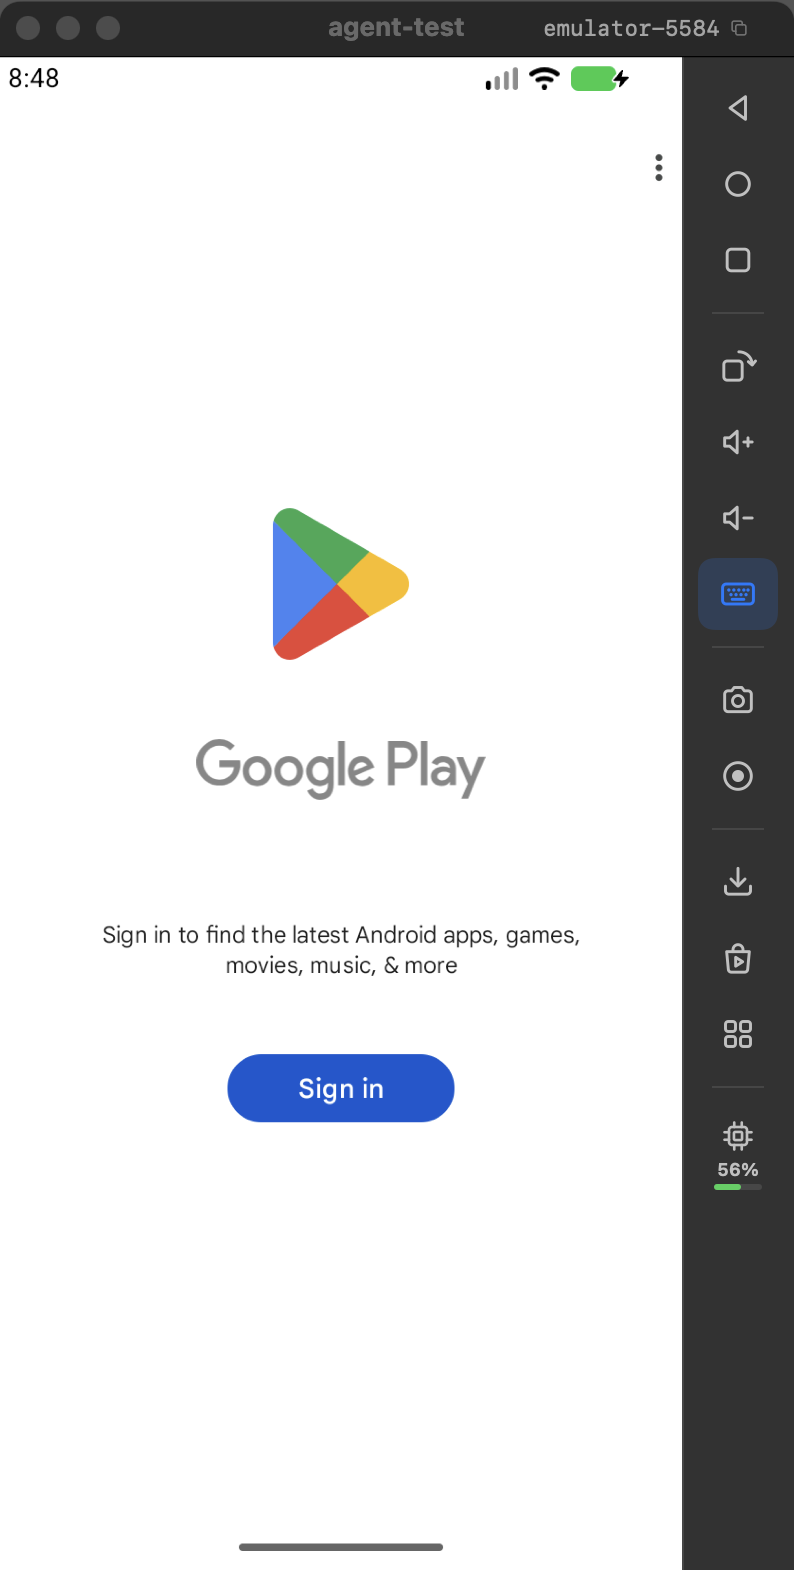 agent-test
emulator-5584
8:48
Google Play
Sign in to find the latest Android apps, games,
movies, music, & more
Sign in
56%